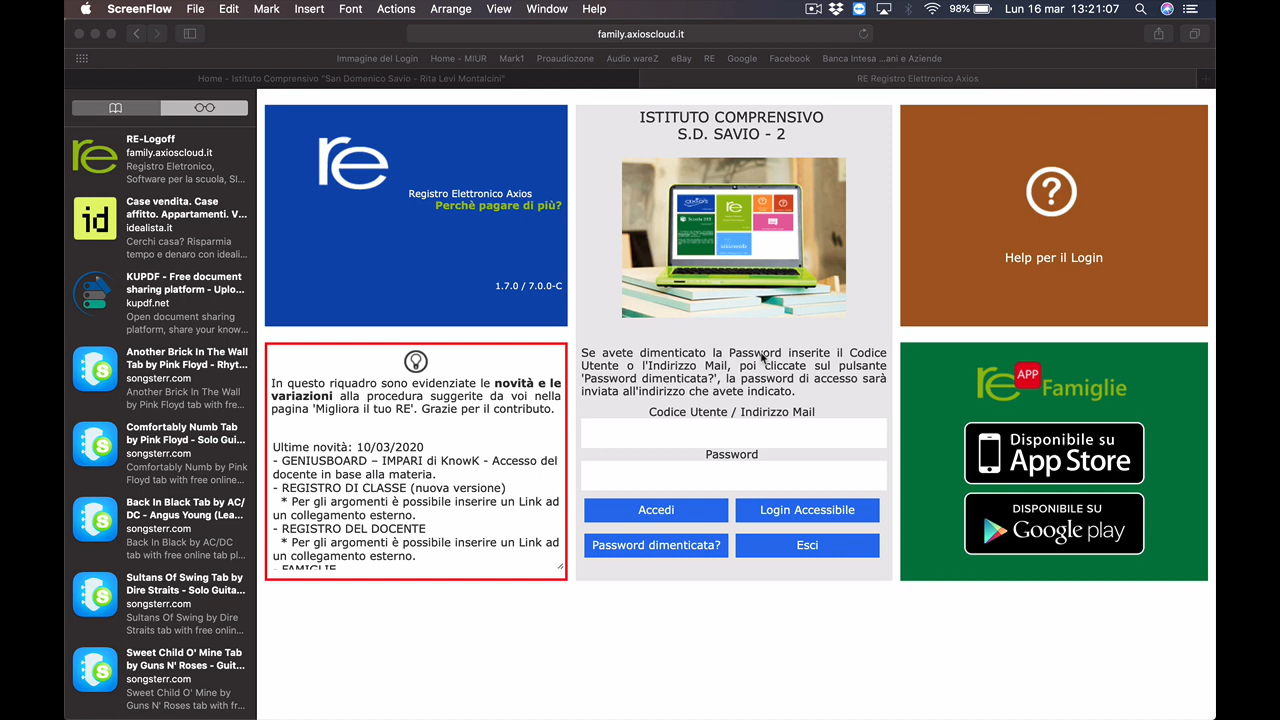 ScreenFlow File Edit Mark Insert Font Actions Arrange View Window Help 98% Lun 16 mar 13:21:07
family.axioscloud.it
Immagine del Login Home - MIUR Mark1 Proaudiozone Audio wareZ eBay RE Google Facebook Banca Intesa ...ani e Aziende
Home - Istituto Comprensivo "San Domenico Savio - Rita Levi Montalcini" RE Registro Elettronico Axios
re
RE-Logoff
family.axioscloud.it
Registro Eletronico,
Software per la scuola, SI...
id
Case vendita. Case
affitto. Appartamenti. V...
idealista.it
Cerchi casa? Risparmia
tempo e denaro con ideali...
KUPDF - Free document
sharing platform - Uplo...
kupdf.net
Open document sharing
platform, share your know...
Another Brick In The Wall
Tab by Pink Floyd - Rhyt...
songsterr.com
Another Brick In The Wall
by Pink Floyd tab with fre...
Comfortably Numb Tab
by Pink Floyd - Solo Gui...
songsterr.com
Comfortably Numb by Pink
Floyd tab with free online...
Back In Black Tab by AC/
DC - Angus Young (Lea...
songsterr.com
Back In Black by AC/DC
tab with free online tab pl...
Sultans Of Swing Tab by
Dire Straits - Solo Guita...
songsterr.com
Sultans Of Swing by Dire
Straits tab with free onlin...
Sweet Child O' Mine Tab
by Guns N' Roses - Guit...
songsterr.com
Sweet Child O' Mine by
Guns N' Roses tab with fr...
re
Registro Elettronico Axios
Perchè pagare di più?
1.7.0 / 7.0.0-C
In questo riquadro sono evidenziate le novità e le
variazioni alla procedura suggerite da voi nella
pagina 'Migliora il tuo RE'. Grazie per il contributo.
Ultime novità: 10/03/2020
- GENIUSBOARD – IMPARI di KnowK - Accesso del
docente in base alla materia.
- REGISTRO DI CLASSE (nuova versione)
* Per gli argomenti è possibile inserire un Link ad
un collegamento esterno.
- REGISTRO DEL DOCENTE
* Per gli argomenti è possibile inserire un Link ad
un collegamento esterno.
- FAMIGLIE
ISTITUTO COMPRENSIVO
S.D. SAVIO - 2
re
Se avete dimenticato la Password inserite il Codice
Utente o l'Indirizzo Mail, poi cliccate sul pulsante
'Password dimenticata?', la password di accesso sarà
inviata all'indirizzo che avete indicato.
Codice Utente / Indirizzo Mail
Password
Accedi Login Accessibile
Password dimenticata? Esci
?
Help per il Login
re APP Famiglie
Disponibile su
App Store
DISPONIBILE SU
Google play